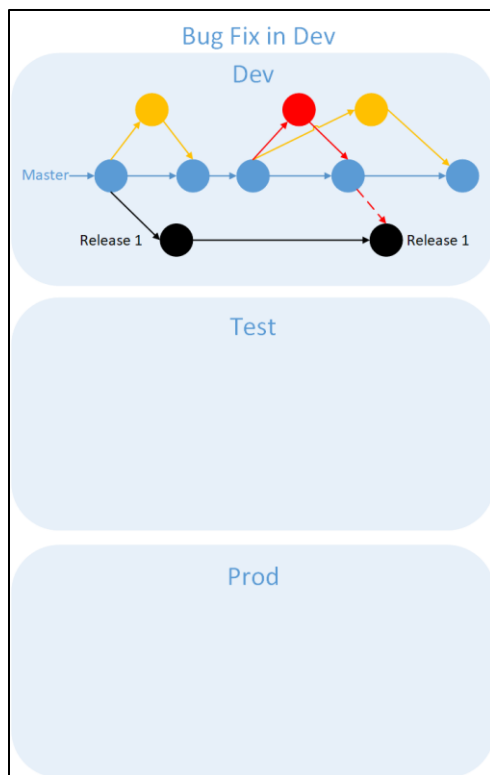 Bug Fix in Dev
Dev
Master
Release 1
Release 1
Test
Prod